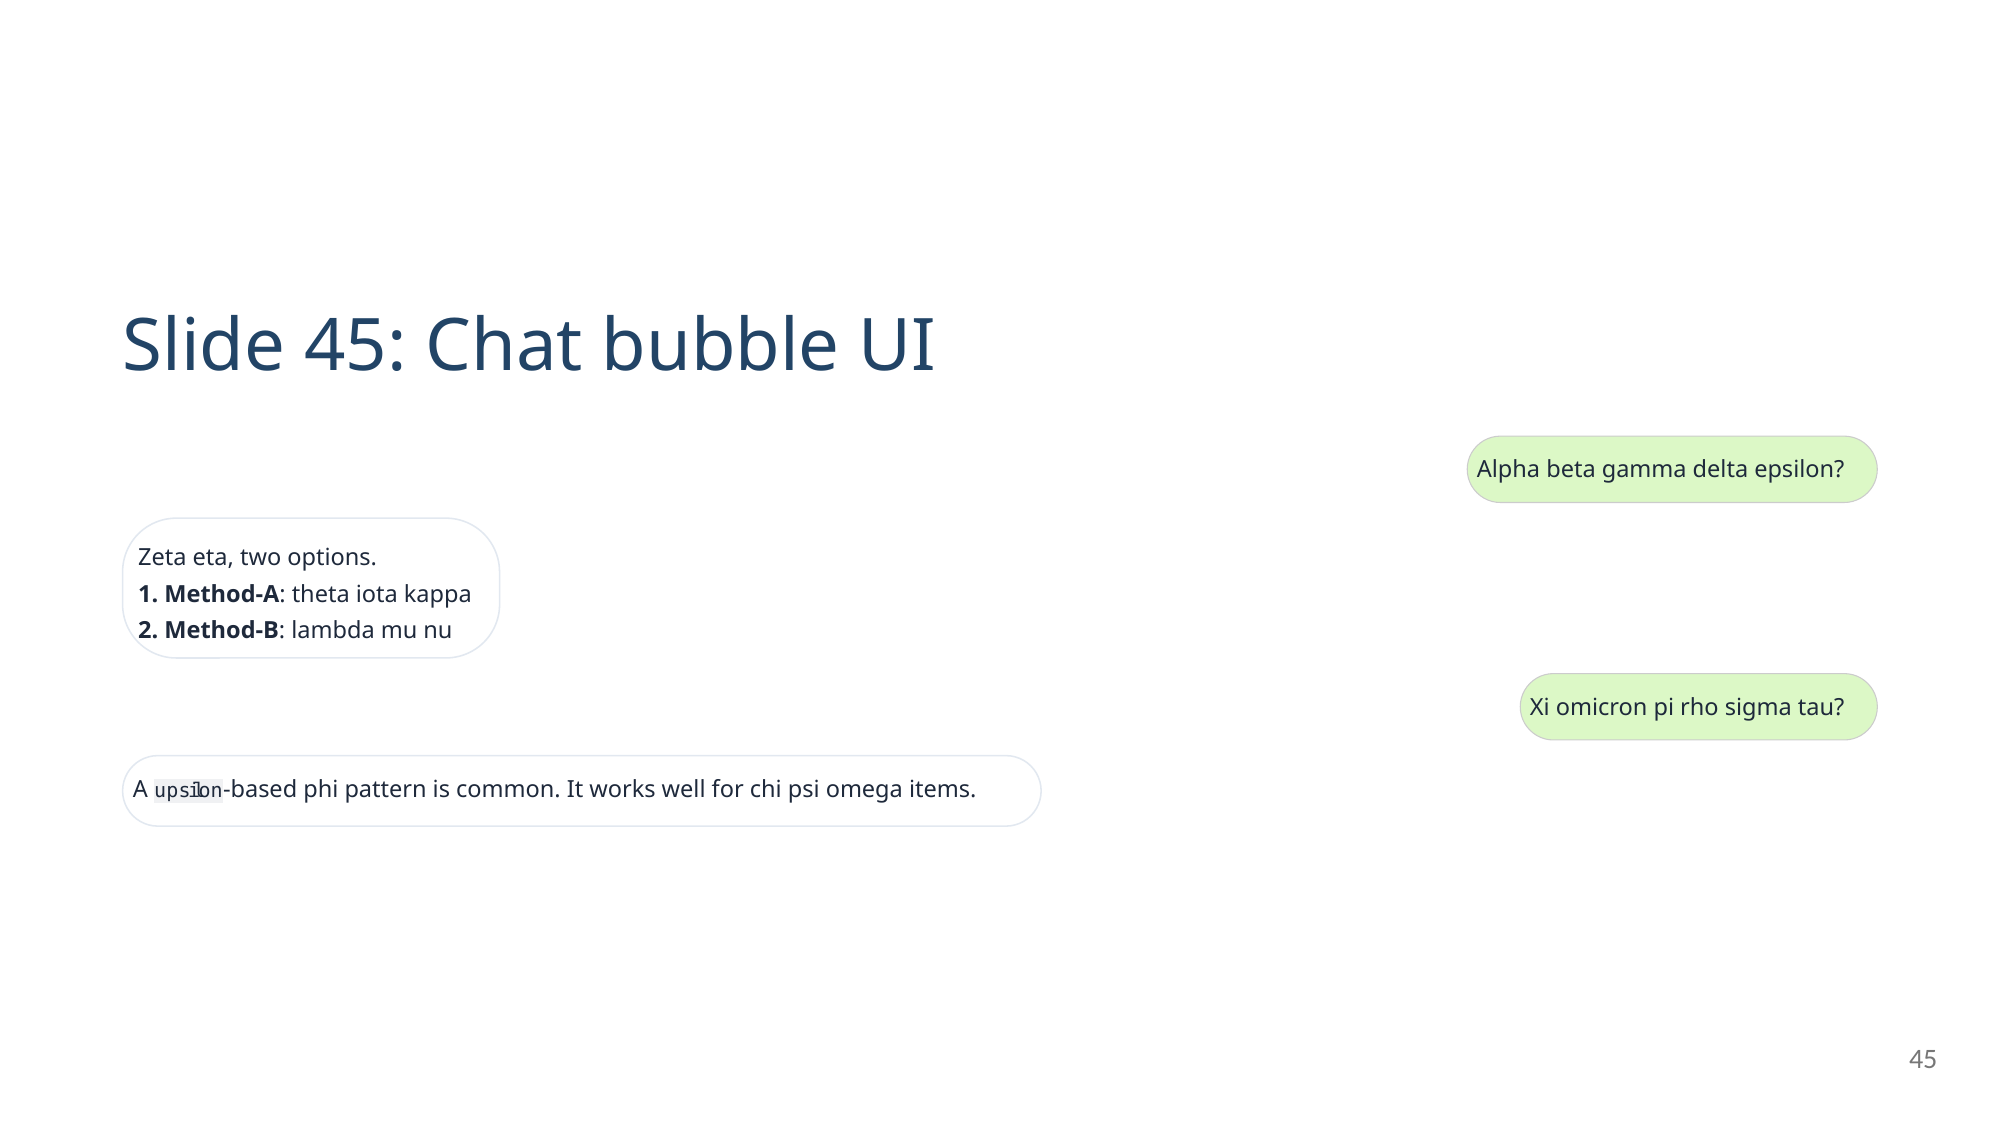 Slide 45: Chat bubble UI
Alpha beta gamma delta epsilon?
Zeta eta, two options.
1. Method-A: theta iota kappa
2. Method-B: lambda mu nu
Xi omicron pi rho sigma tau?
A upsilon-based phi pattern is common. It works well for chi psi omega items.
45